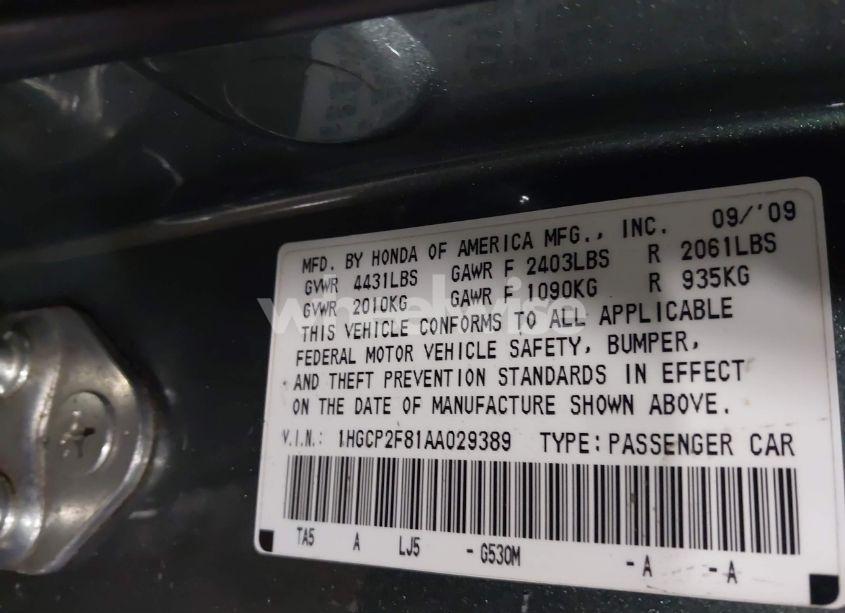 MFD. BY HONDA OF AMERICA MFG., INC. 09/'09
GVWR 4431LBS GAWR F 2403LBS R 2061LBS
GVWR 2010KG GAWR F 1090KG R 935KG
THIS VEHICLE CONFORMS TO ALL APPLICABLE
FEDERAL MOTOR VEHICLE SAFETY, BUMPER,
AND THEFT PREVENTION STANDARDS IN EFFECT
ON THE DATE OF MANUFACTURE SHOWN ABOVE.
V.I.N.: 1HGCP2F81AA029389 TYPE:PASSENGER CAR
TA5 A LJ5 -G530M -A -A
wheelwise